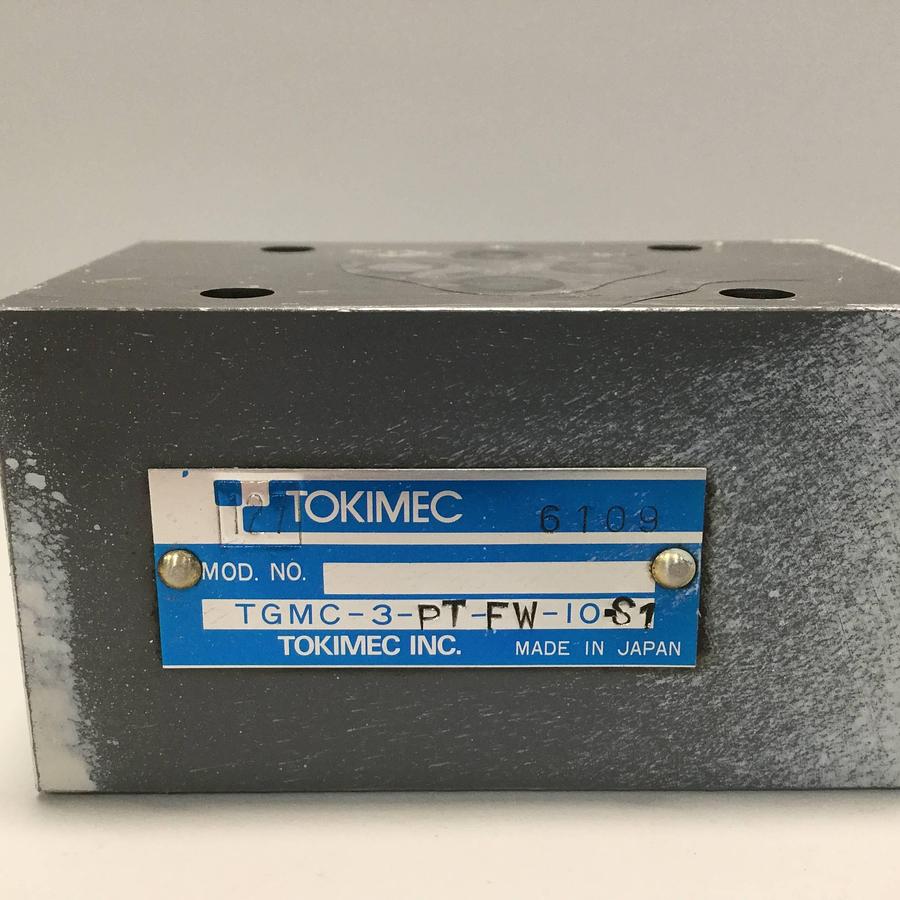 TOKIMEC 6109
MOD. NO.
TGMC-3-PT-FW-10-S1
TOKIMEC INC. MADE IN JAPAN